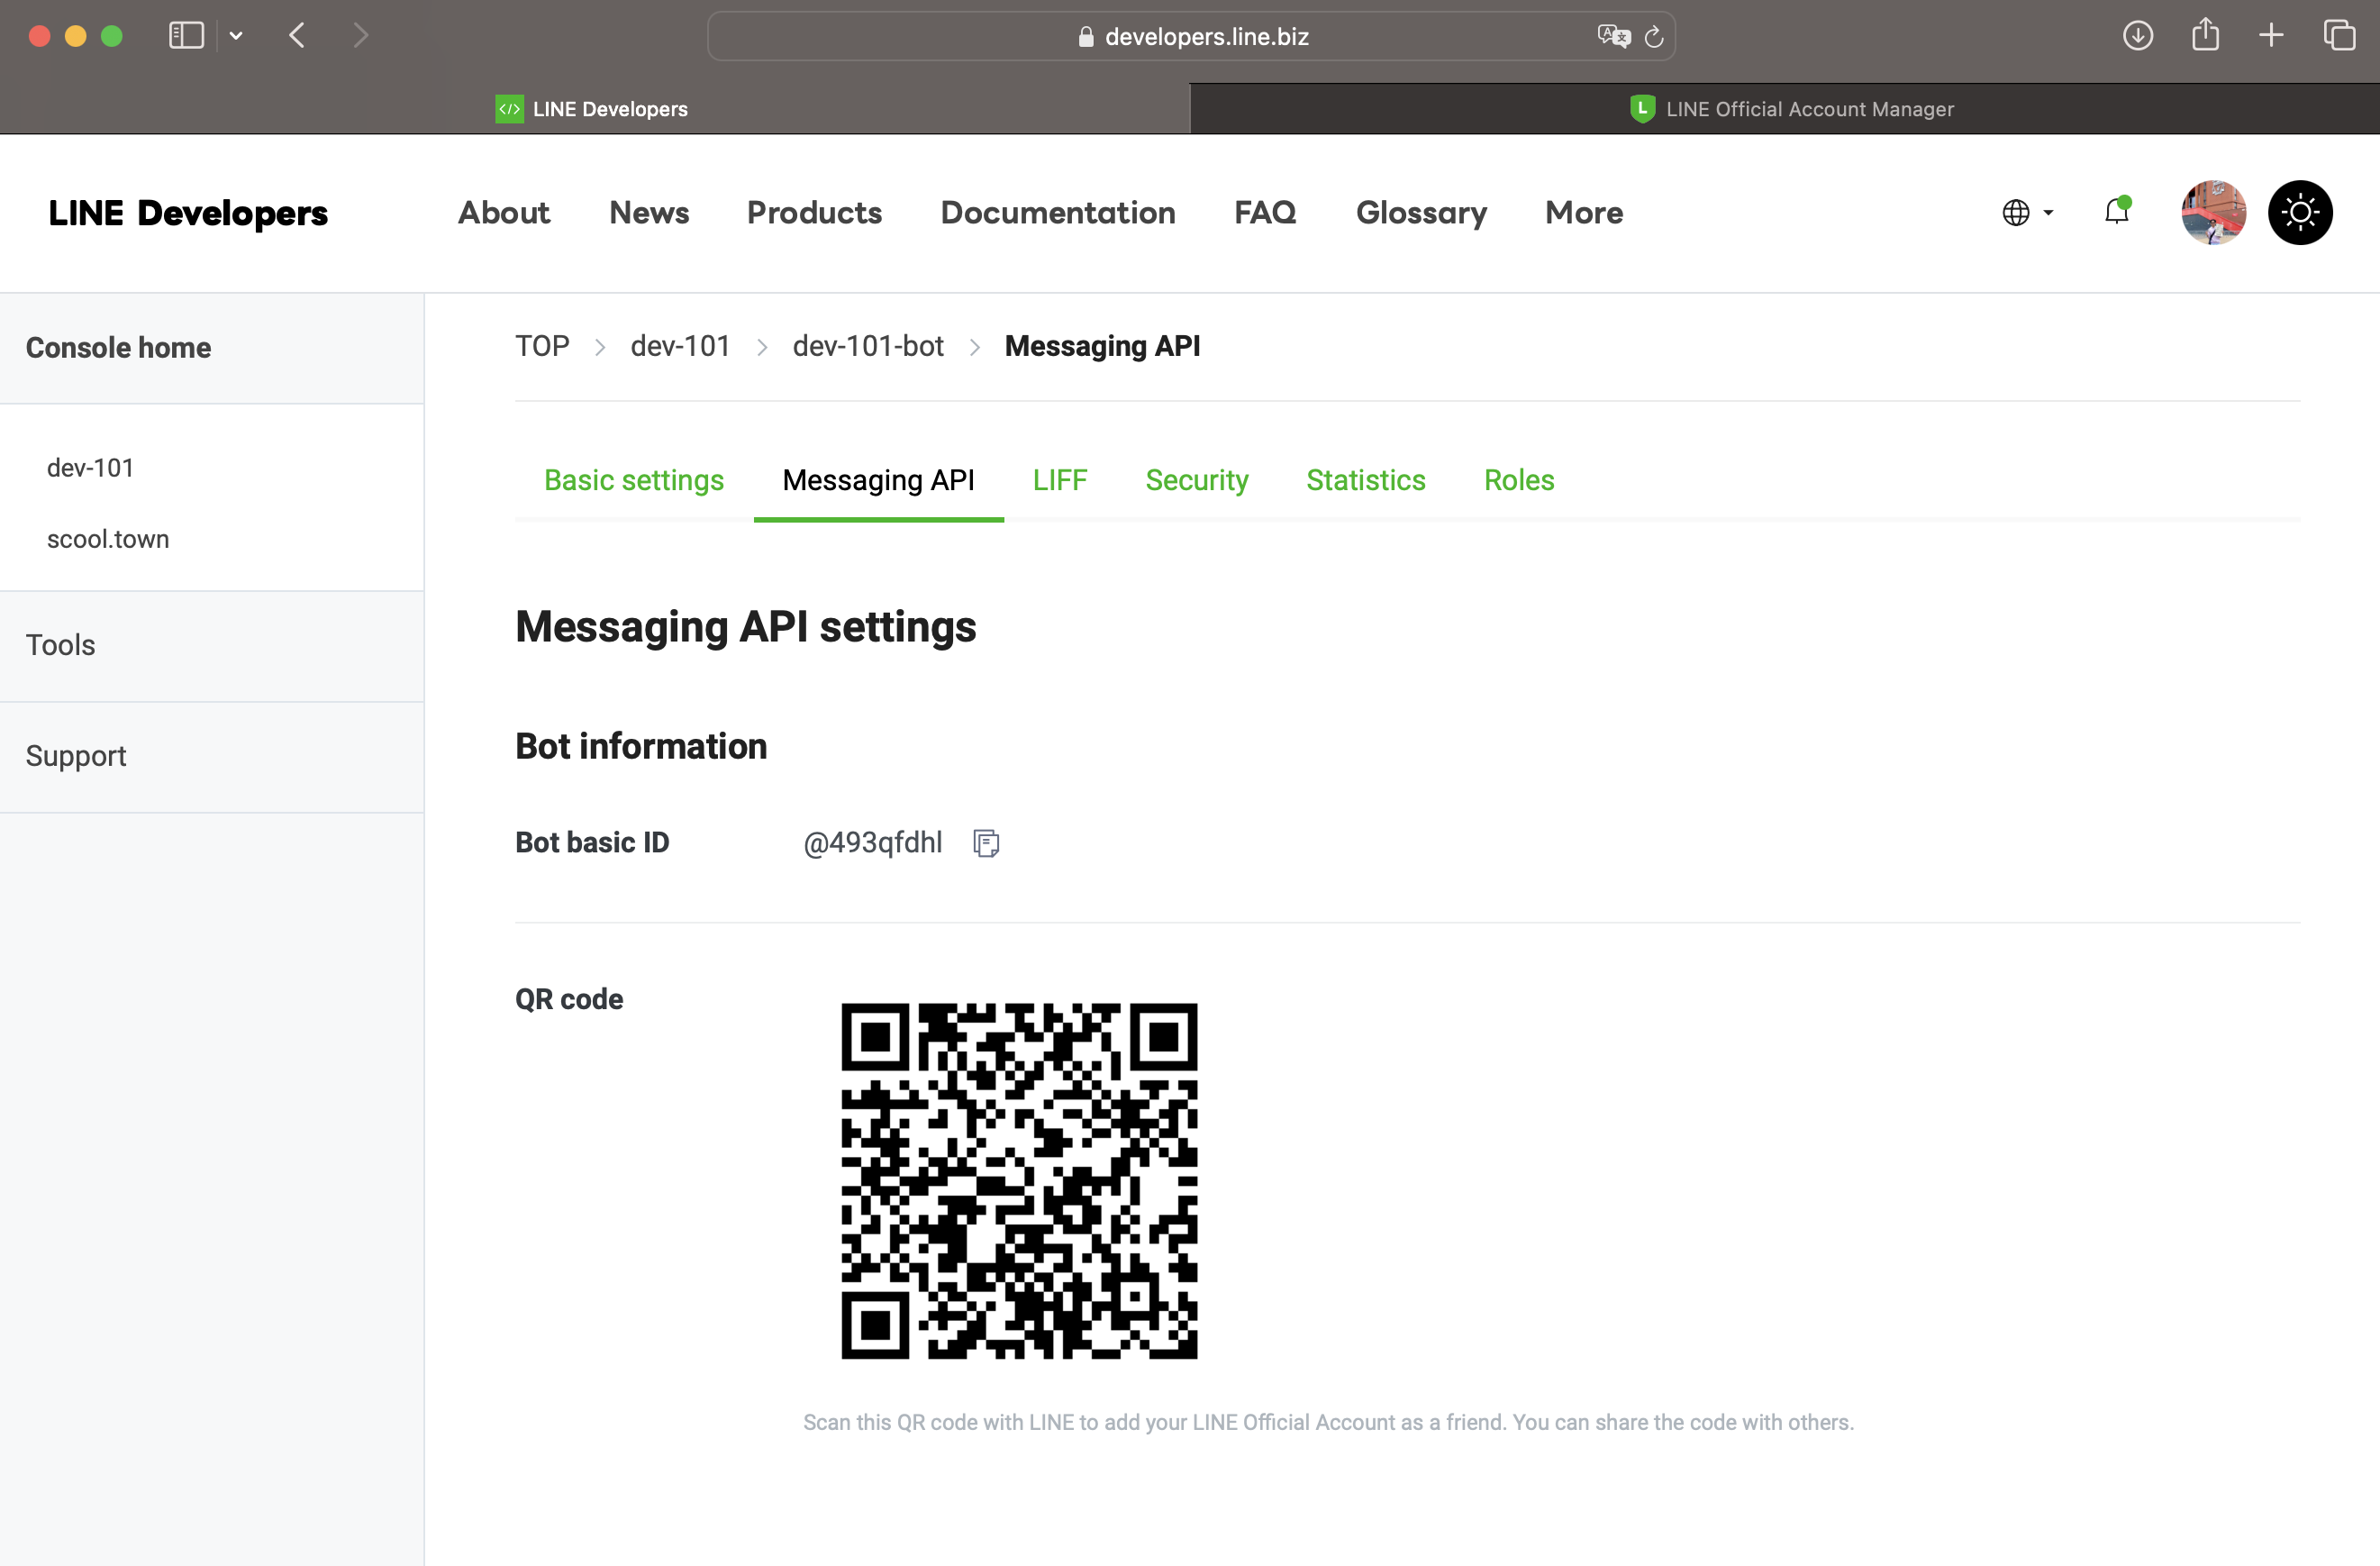 developers.line.biz
LINE Developers
LINE Official Account Manager
LINE Developers
About News Products Documentation FAQ Glossary More
Console home
dev-101
scool.town
Tools
Support
TOP > dev-101 > dev-101-bot > Messaging API
Basic settings Messaging API LIFF Security Statistics Roles
Messaging API settings
Bot information
Bot basic ID @493qfdhl
QR code
Scan this QR code with LINE to add your LINE Official Account as a friend. You can share the code with others.